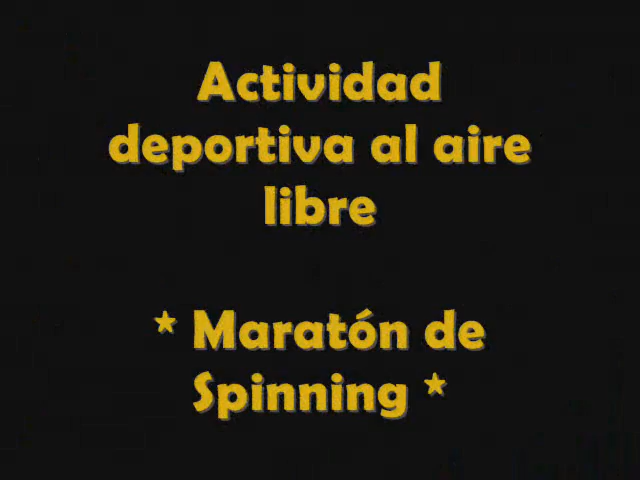 Actividad
deportiva al aire
libre
* Maratón de
Spinning *